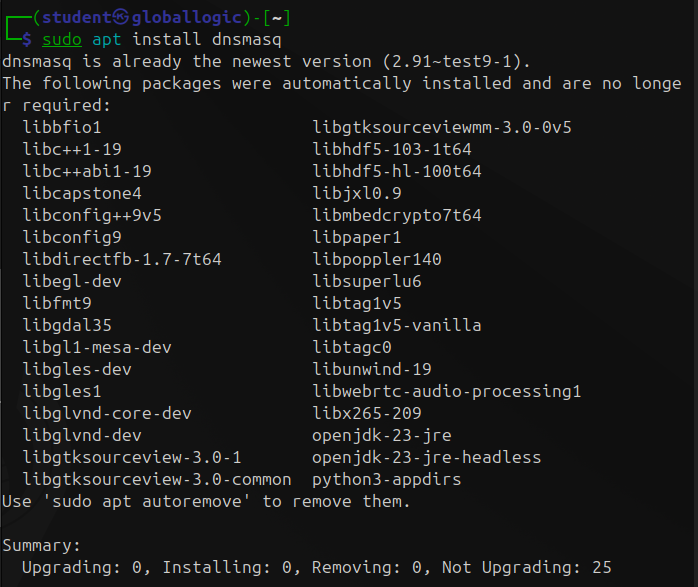 ┌──(student㉿globallogic)-[~]
└─$ sudo apt install dnsmasq
dnsmasq is already the newest version (2.91~test9-1).
The following packages were automatically installed and are no longe
r required:
  libbfio1                    libgtksourceviewmm-3.0-0v5
  libc++1-19                  libhdf5-103-1t64
  libc++abi1-19               libhdf5-hl-100t64
  libcapstone4                libjxl0.9
  libconfig++9v5              libmbedcrypto7t64
  libconfig9                  libpaper1
  libdirectfb-1.7-7t64        libpoppler140
  libegl-dev                  libsuperlu6
  libfmt9                     libtag1v5
  libgdal35                   libtag1v5-vanilla
  libgl1-mesa-dev             libtagc0
  libgles-dev                 libunwind-19
  libgles1                    libwebrtc-audio-processing1
  libglvnd-core-dev           libx265-209
  libglvnd-dev                openjdk-23-jre
  libgtksourceview-3.0-1      openjdk-23-jre-headless
  libgtksourceview-3.0-common  python3-appdirs
Use 'sudo apt autoremove' to remove them.

Summary:
  Upgrading: 0, Installing: 0, Removing: 0, Not Upgrading: 25